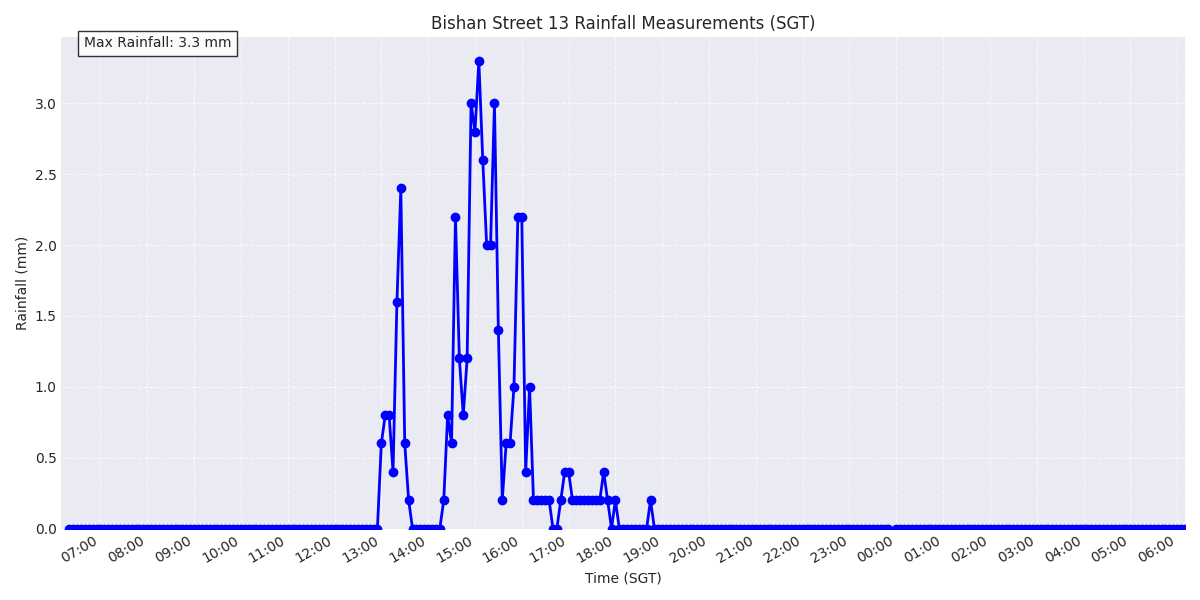 Bishan Street 13 Rainfall Measurements (SGT)
Max Rainfall: 3.3 mm
Rainfall (mm)
3.0
2.5
2.0
1.5
1.0
0.5
0.0
07:00 08:00 09:00 10:00 11:00 12:00 13:00 14:00 15:00 16:00 17:00 18:00 19:00 20:00 21:00 22:00 23:00 00:00 01:00 02:00 03:00 04:00 05:00 06:00
Time (SGT)